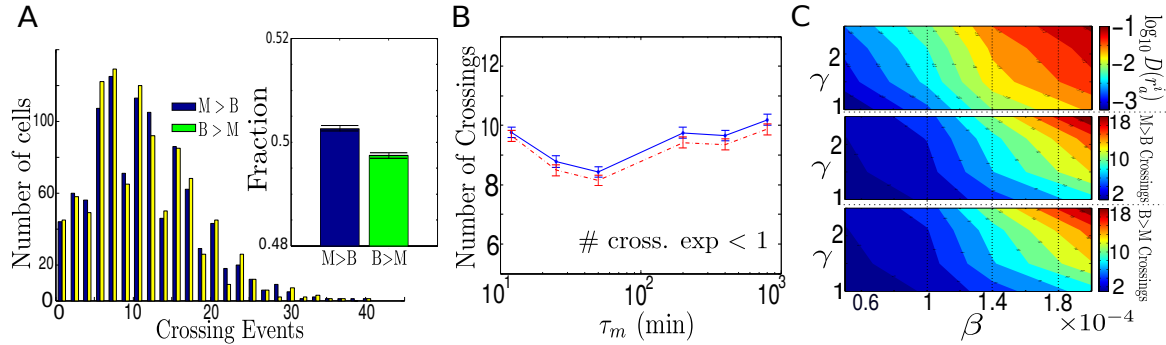 A
Number of cells
100
60
20
0
0
10
20
30
40
Crossing Events
M > B
B > M
Fraction
0.52
0.5
0.48
M>B
B>M
B
Number of Crossings
12
10
8
6
10^1
10^2
10^3
τ_m (min)
# cross. exp < 1
C
γ
2
1
-1
-2
-3
log_10 D(r_a^i)
γ
2
1
18
10
2
M>B Crossings
γ
2
1
18
10
2
B>M Crossings
0.6
1
1.4
1.8
β
×10^−4